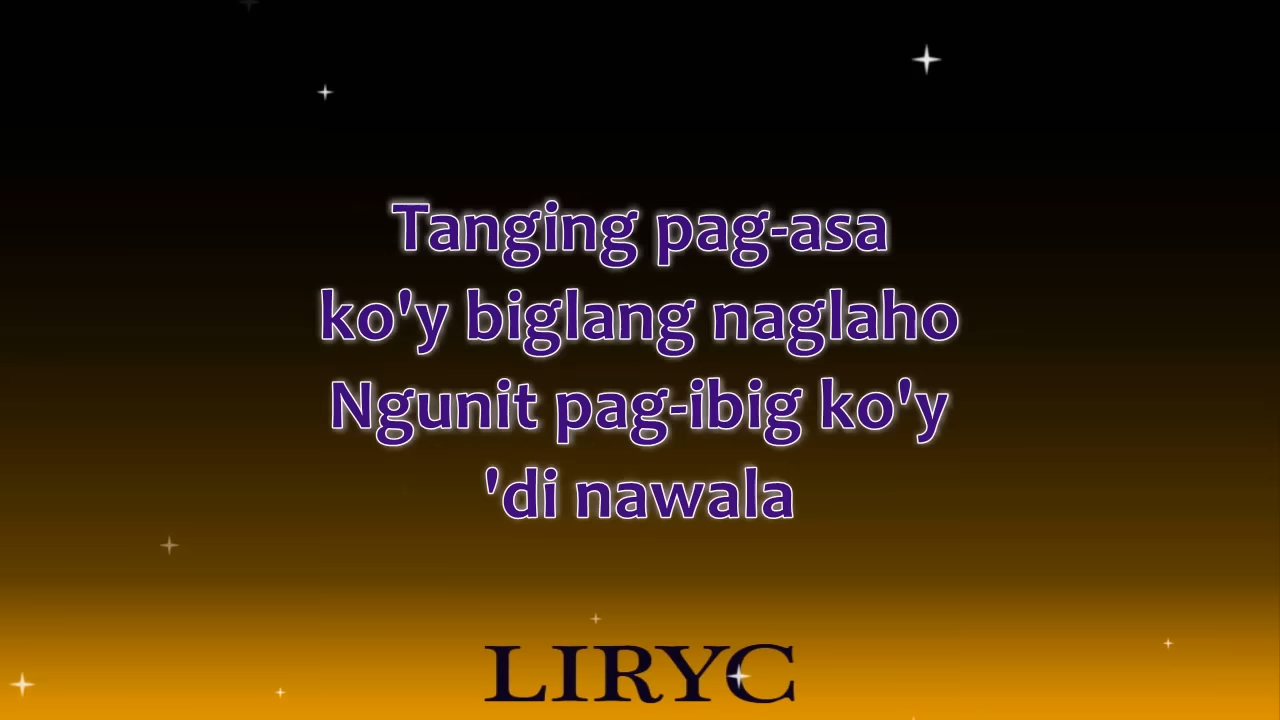 Tanging pag-asa
ko'y biglang naglaho
Ngunit pag-ibig ko'y
'di nawala
LIRYC